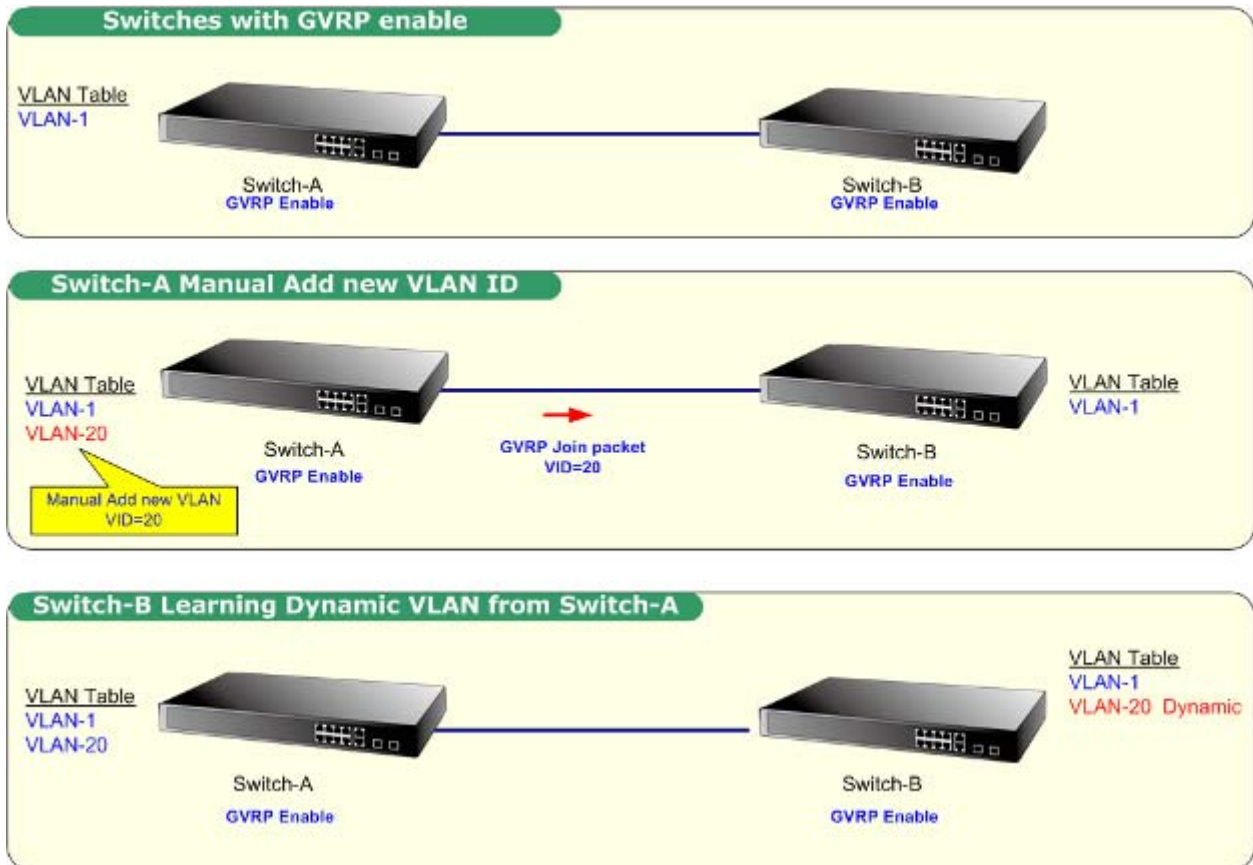 Switches with GVRP enable
VLAN Table
VLAN-1
Switch-A
GVRP Enable
Switch-B
GVRP Enable
Switch-A Manual Add new VLAN ID
VLAN Table
VLAN-1
VLAN-20
Manual Add new VLAN
VID=20
Switch-A
GVRP Enable
GVRP Join packet
VID=20
Switch-B
GVRP Enable
VLAN Table
VLAN-1
Switch-B Learning Dynamic VLAN from Switch-A
VLAN Table
VLAN-1
VLAN-20
Switch-A
GVRP Enable
Switch-B
GVRP Enable
VLAN Table
VLAN-1
VLAN-20 Dynamic